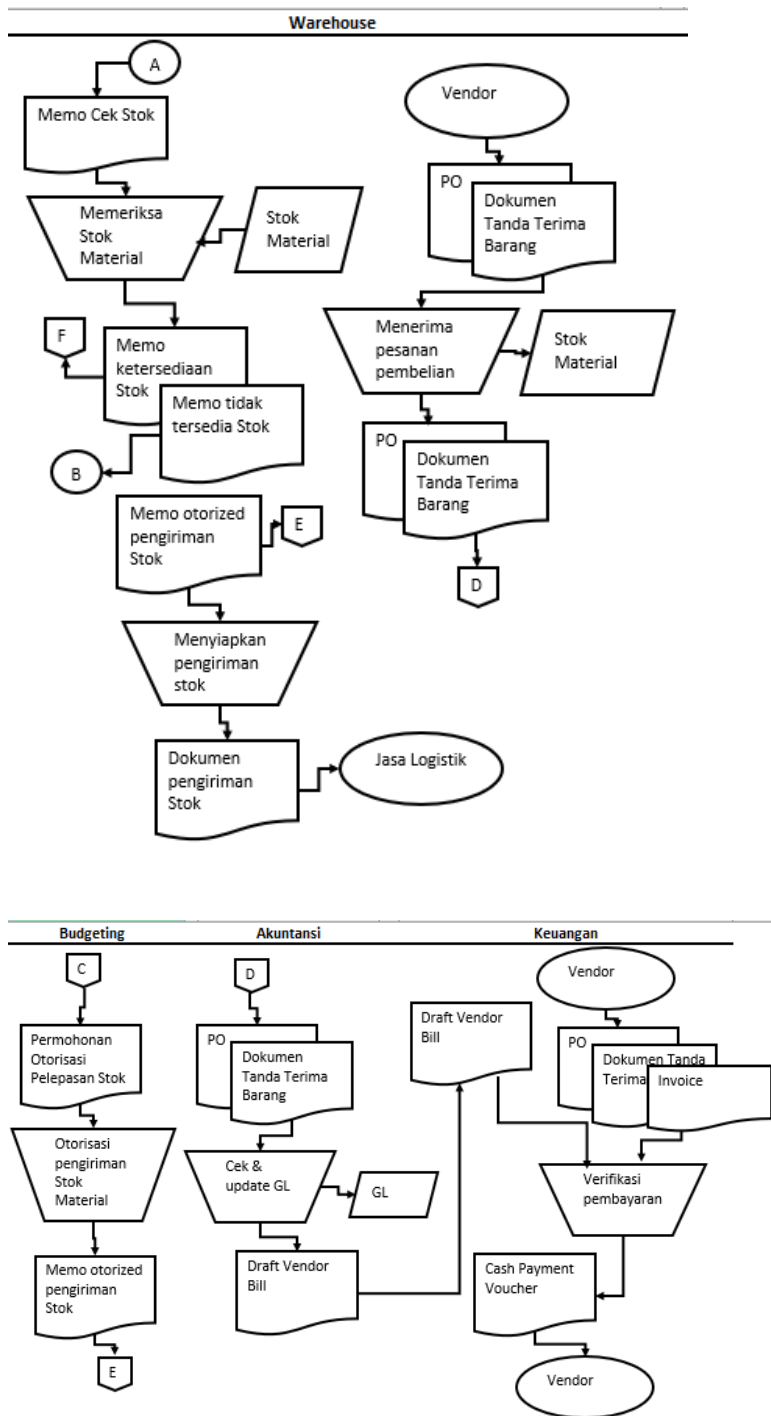 Warehouse
A
Memo Cek Stok
Memeriksa
Stok
Material
Stok
Material
F
Memo
ketersediaan
Stok
Memo tidak
tersedia Stok
B
Memo otorized
pengiriman
Stok
E
Menyiapkan
pengiriman
stok
Dokumen
pengiriman
Stok
Jasa Logistik
Vendor
PO
Dokumen
Tanda Terima
Barang
Menerima
pesanan
pembelian
Stok
Material
PO
Dokumen
Tanda Terima
Barang
D
Budgeting
Akuntansi
Keuangan
C
Permohonan
Otorisasi
Pelepasan Stok
Otorisasi
pengiriman
Stok
Material
Memo otorized
pengiriman
Stok
E
D
PO
Dokumen
Tanda Terima
Barang
Cek &
update GL
GL
Draft Vendor
Bill
Draft Vendor
Bill
Vendor
PO
Dokumen Tanda
Terima
Invoice
Verifikasi
pembayaran
Cash Payment
Voucher
Vendor